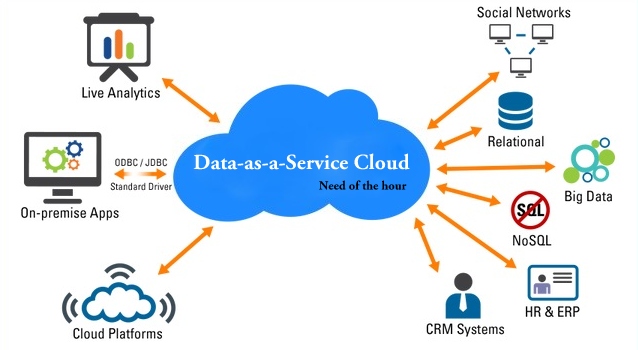 Social Networks
Live Analytics
Relational
ODBC / JDBC
Standard Driver
Data-as-a-Service Cloud
Need of the hour
On-premise Apps
Big Data
SQL
NoSQL
HR & ERP
CRM Systems
Cloud Platforms